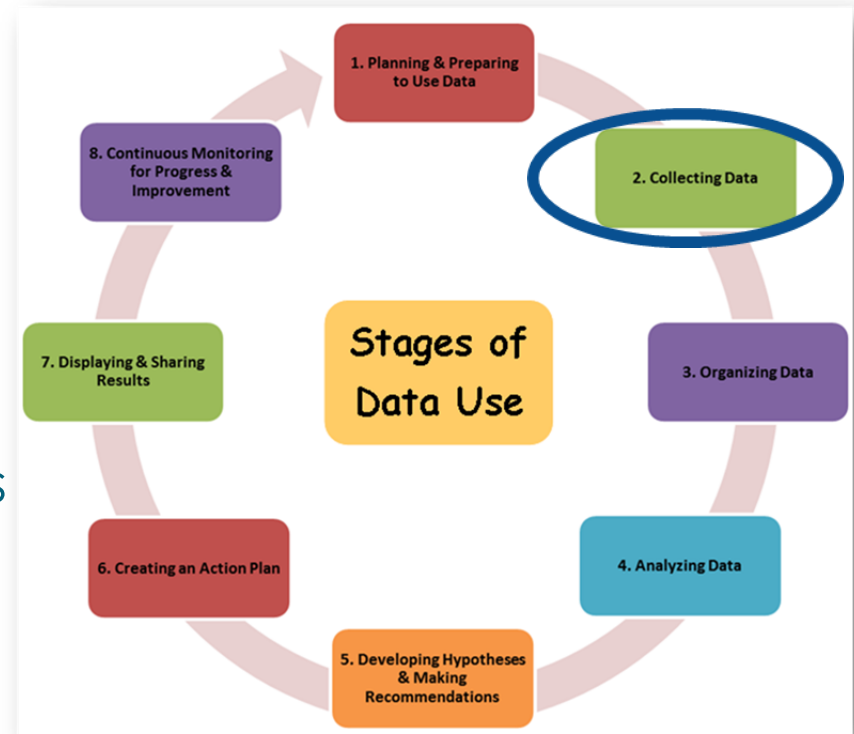 1. Planning & Preparing
to Use Data
2. Collecting Data
3. Organizing Data
4. Analyzing Data
5. Developing Hypotheses
& Making
Recommendations
6. Creating an Action Plan
7. Displaying & Sharing
Results
8. Continuous Monitoring
for Progress &
Improvement
Stages of
Data Use
s